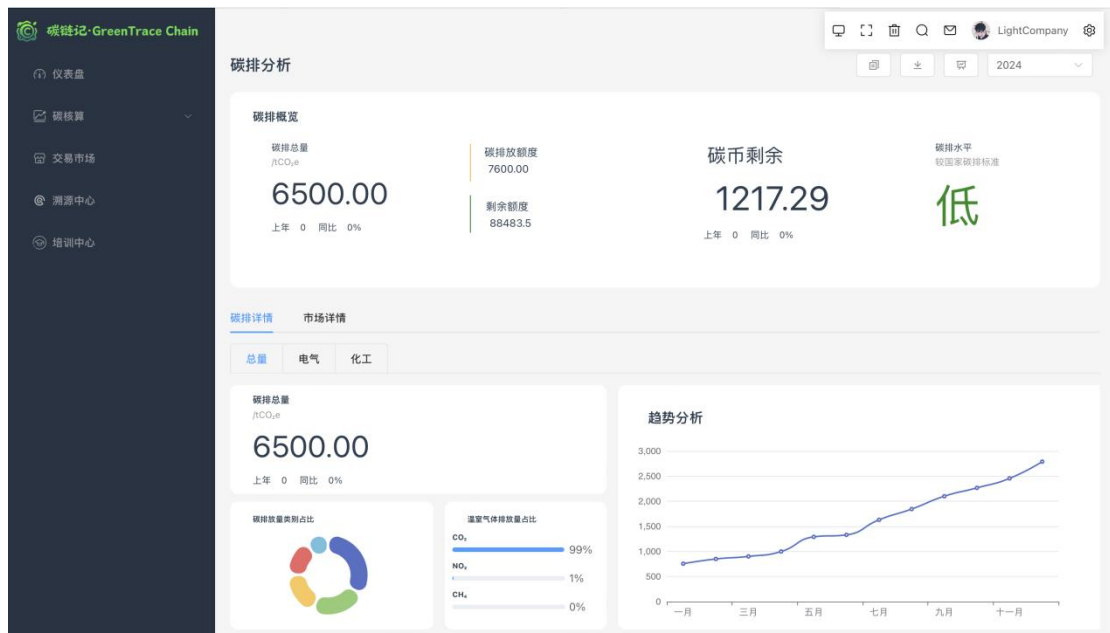 碳链记·GreenTrace Chain
LightCompany
仪表盘
碳核算
交易市场
溯源中心
培训中心
碳排分析
2024
碳排概览
碳排总量
/tCO₂e
6500.00
上年 0 同比 0%
碳排放额度
7600.00
剩余额度
88483.5
碳币剩余
1217.29
上年 0 同比 0%
碳排水平
较国家碳排标准
低
碳排详情 市场详情
总量 电气 化工
碳排总量
/tCO₂e
6500.00
上年 0 同比 0%
碳排放量类别占比
温室气体排放量占比
CO₂
99%
NO₂
1%
CH₄
0%
趋势分析
3,000
2,500
2,000
1,500
1,000
500
0
一月 三月 五月 七月 九月 十一月